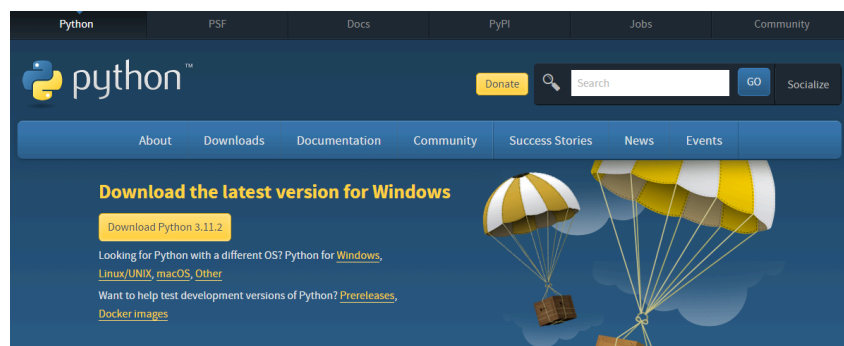 Python PSF Docs PyPI Jobs Community
python™
Donate Search GO Socialize
About Downloads Documentation Community Success Stories News Events
Download the latest version for Windows
Download Python 3.11.2
Looking for Python with a different OS? Python for Windows,
Linux/UNIX, macOS, Other
Want to help test development versions of Python? Prereleases,
Docker images